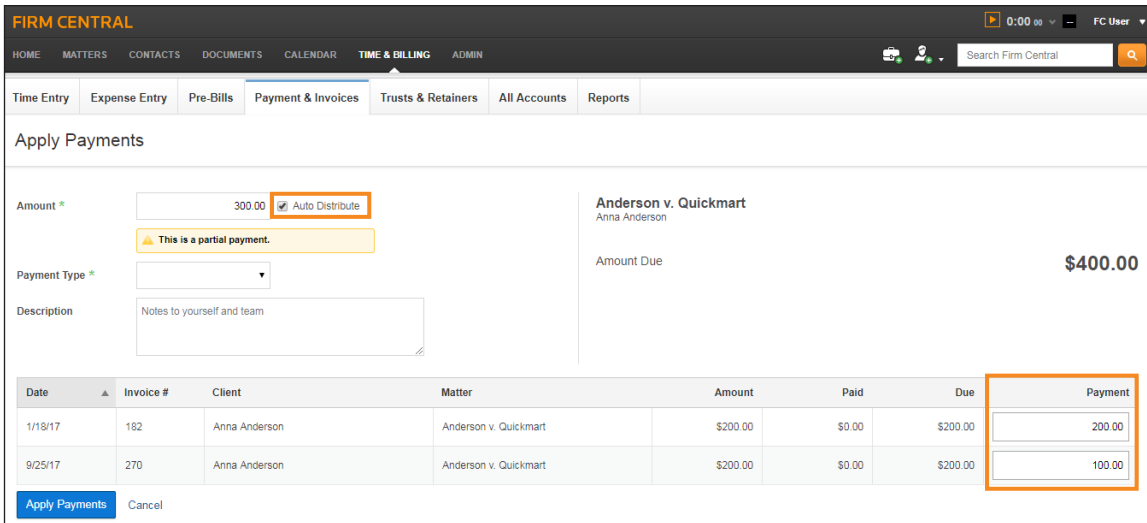 FIRM CENTRAL
0:00 00 FC User
HOME MATTERS CONTACTS DOCUMENTS CALENDAR TIME & BILLING ADMIN Search Firm Central
Time Entry Expense Entry Pre-Bills Payment & Invoices Trusts & Retainers All Accounts Reports
Apply Payments
Amount * 300.00 Auto Distribute
This is a partial payment.
Payment Type *
Description Notes to yourself and team
Anderson v. Quickmart
Anna Anderson
Amount Due $400.00
Date Invoice # Client Matter Amount Paid Due Payment
1/18/17 182 Anna Anderson Anderson v. Quickmart $200.00 $0.00 $200.00 200.00
9/25/17 270 Anna Anderson Anderson v. Quickmart $200.00 $0.00 $200.00 100.00
Apply Payments Cancel